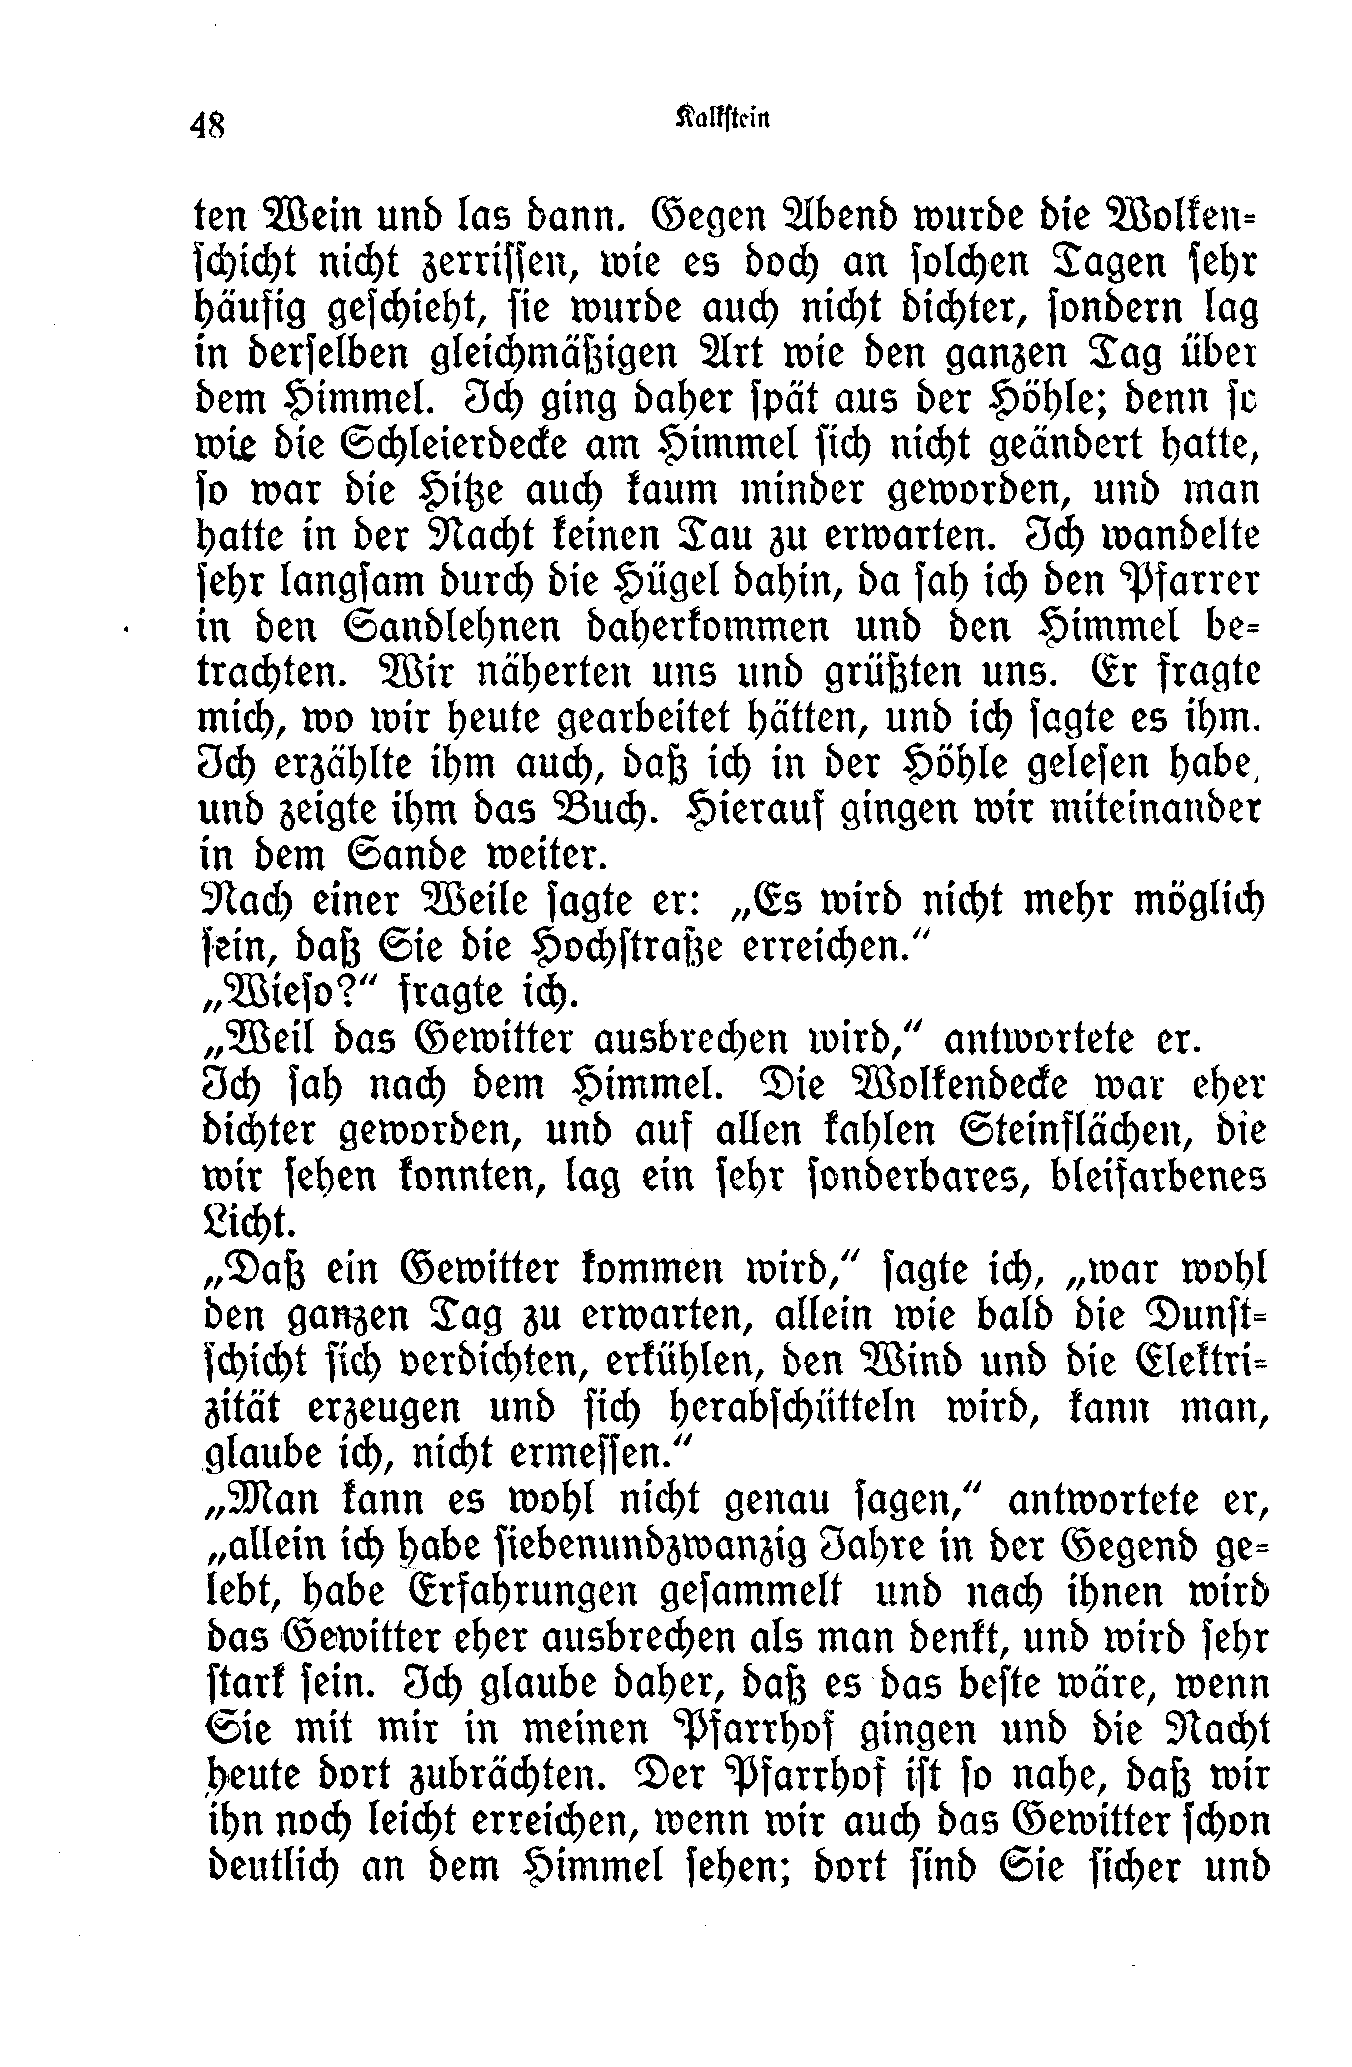 48
Kalkstein
ten Wein und las dann. Gegen Abend wurde die Wolken-
schicht nicht zerrissen, wie es doch an solchen Tagen sehr
häufig geschieht, sie wurde auch nicht dichter, sondern lag
in derselben gleichmäßigen Art wie den ganzen Tag über
dem Himmel. Ich ging daher spät aus der Höhle; denn so
wie die Schleierdecke am Himmel sich nicht geändert hatte,
so war die Hitze auch kaum minder geworden, und man
hatte in der Nacht keinen Tau zu erwarten. Ich wandelte
sehr langsam durch die Hügel dahin, da sah ich den Pfarrer
in den Sandlehnen daherkommen und den Himmel be-
trachten. Wir näherten uns und grüßten uns. Er fragte
mich, wo wir heute gearbeitet hätten, und ich sagte es ihm.
Ich erzählte ihm auch, daß ich in der Höhle gelesen habe,
und zeigte ihm das Buch. Hierauf gingen wir miteinander
in dem Sande weiter.
Nach einer Weile sagte er: „Es wird nicht mehr möglich
sein, daß Sie die Hochstraße erreichen.“
„Wieso?“ fragte ich.
„Weil das Gewitter ausbrechen wird,“ antwortete er.
Ich sah nach dem Himmel. Die Wolkendecke war eher
dichter geworden, und auf allen kahlen Steinflächen, die
wir sehen konnten, lag ein sehr sonderbares, bleifarbenes
Licht.
„Daß ein Gewitter kommen wird,“ sagte ich, „war wohl
den ganzen Tag zu erwarten, allein wie bald die Dunst-
schicht sich verdichten, erkühlen, den Wind und die Elektri-
zität erzeugen und sich herabschütteln wird, kann man,
glaube ich, nicht ermessen.“
„Man kann es wohl nicht genau sagen,“ antwortete er,
„allein ich habe siebenundzwanzig Jahre in der Gegend ge-
lebt, habe Erfahrungen gesammelt und nach ihnen wird
das Gewitter eher ausbrechen als man denkt, und wird sehr
stark sein. Ich glaube daher, daß es das beste wäre, wenn
Sie mit mir in meinen Pfarrhof gingen und die Nacht
heute dort zubrächten. Der Pfarrhof ist so nahe, daß wir
ihn noch leicht erreichen, wenn wir auch das Gewitter schon
deutlich an dem Himmel sehen; dort sind Sie sicher und